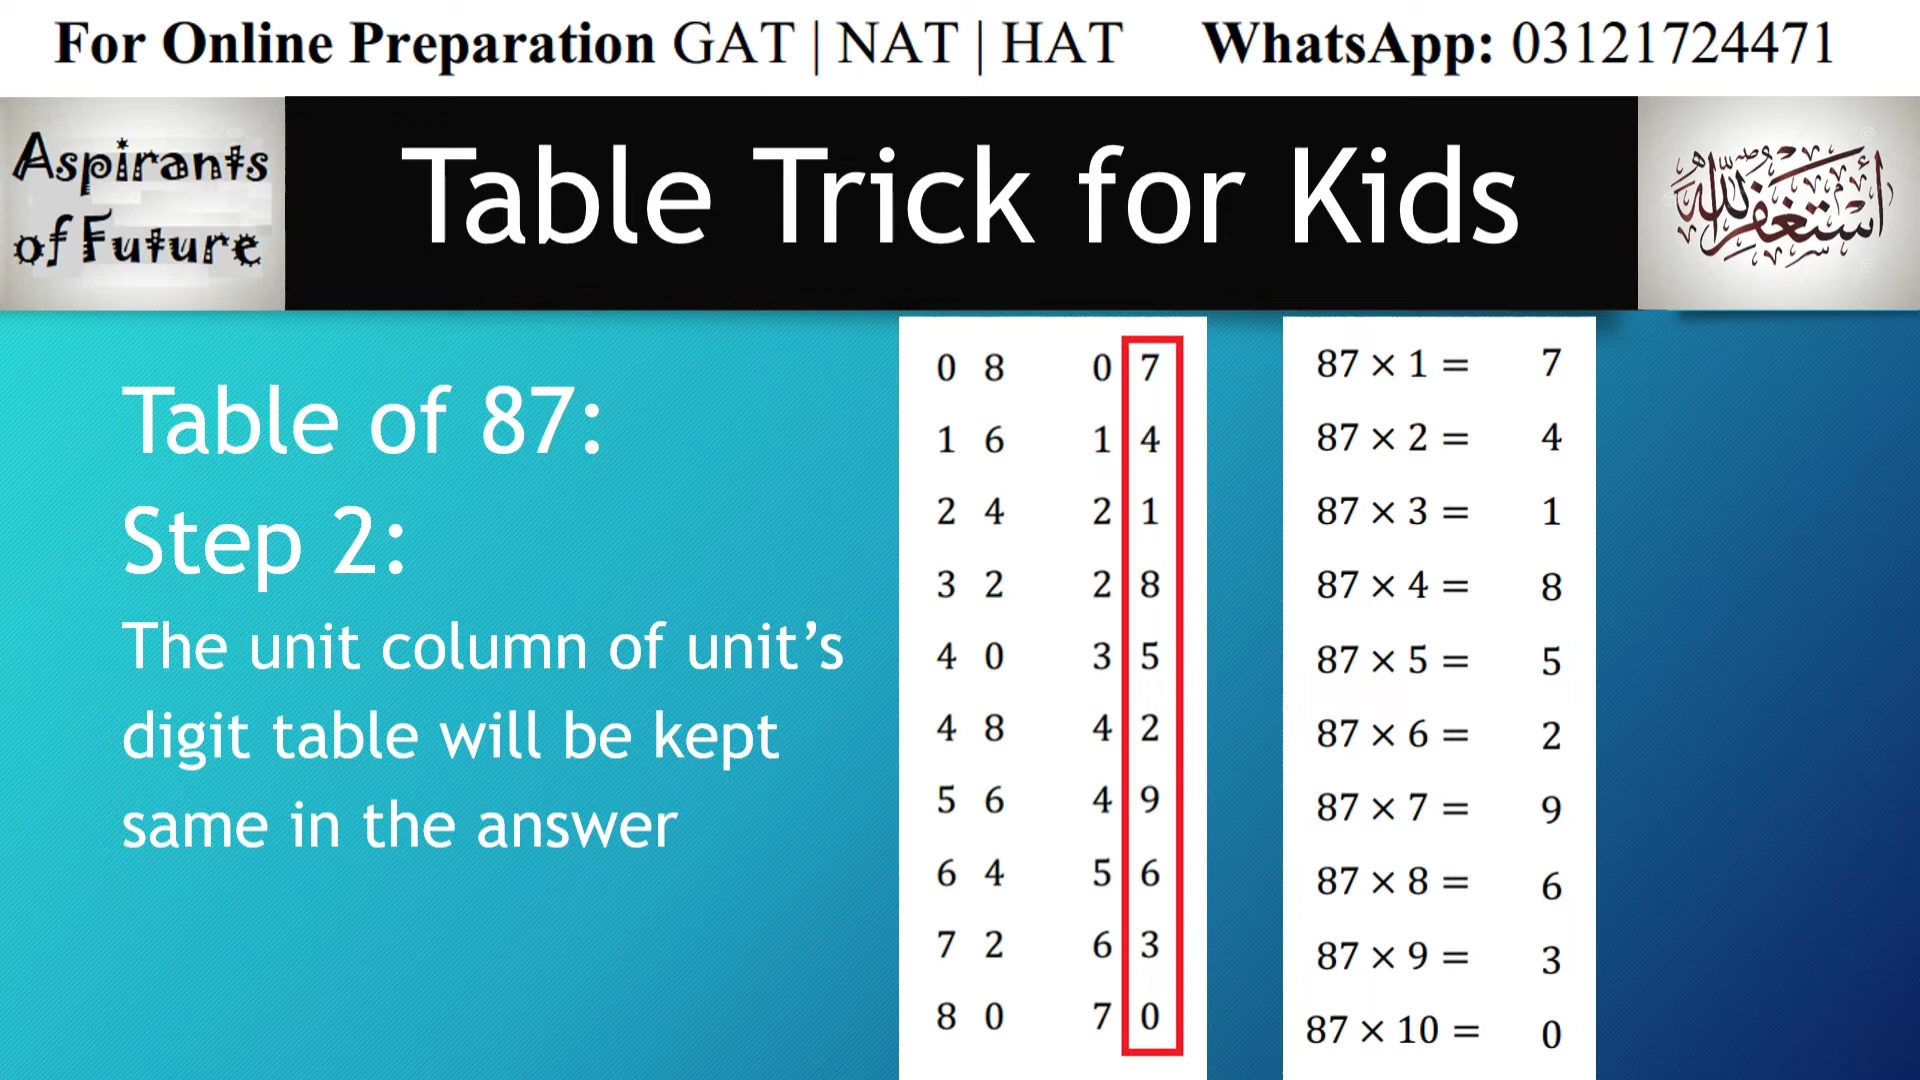 For Online Preparation GAT | NAT | HAT WhatsApp: 03121724471
Aspirants
of Future
Table Trick for Kids
أستغفر الله
Table of 87:
Step 2:
The unit column of unit’s
digit table will be kept
same in the answer
0 8 0 7
1 6 1 4
2 4 2 1
3 2 2 8
4 0 3 5
4 8 4 2
5 6 4 9
6 4 5 6
7 2 6 3
8 0 7 0
87 × 1 = 7
87 × 2 = 4
87 × 3 = 1
87 × 4 = 8
87 × 5 = 5
87 × 6 = 2
87 × 7 = 9
87 × 8 = 6
87 × 9 = 3
87 × 10 = 0